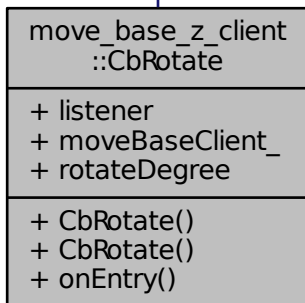 move_base_z_client
::CbRotate
+ listener
+ moveBaseClient_
+ rotateDegree
+ CbRotate()
+ CbRotate()
+ onEntry()